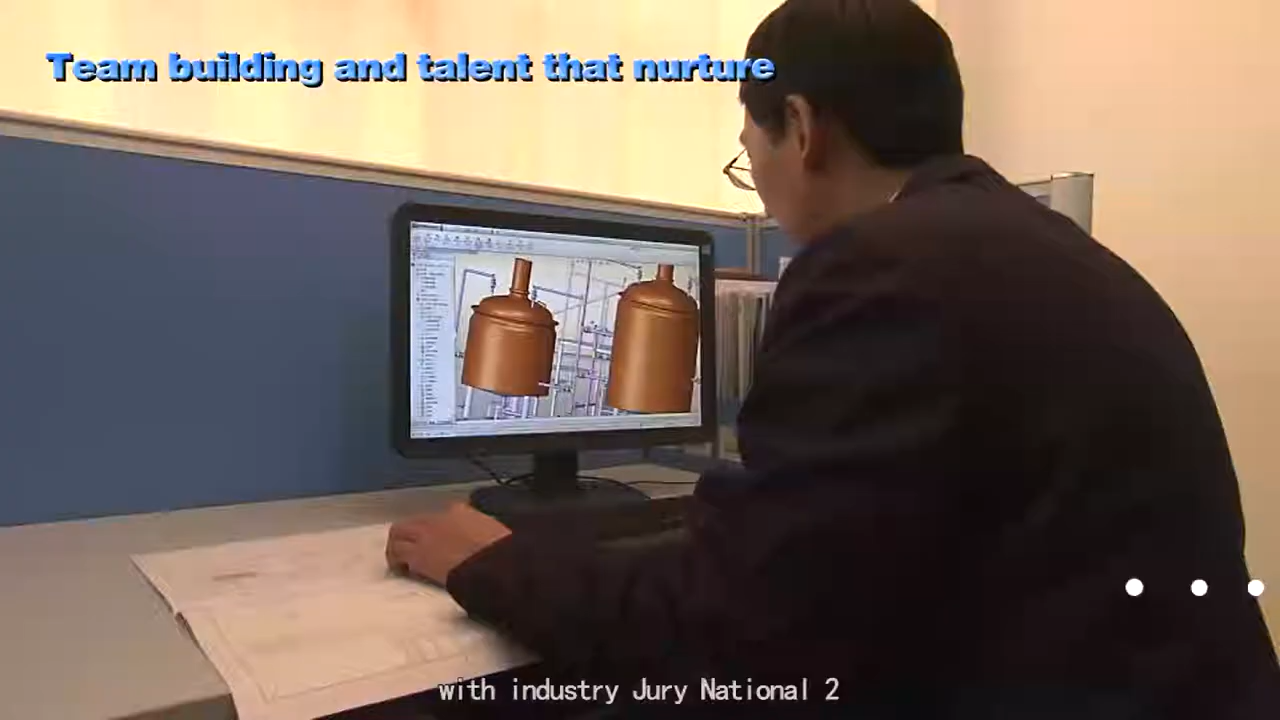 Team building and talent that nurture
with industry Jury National 2